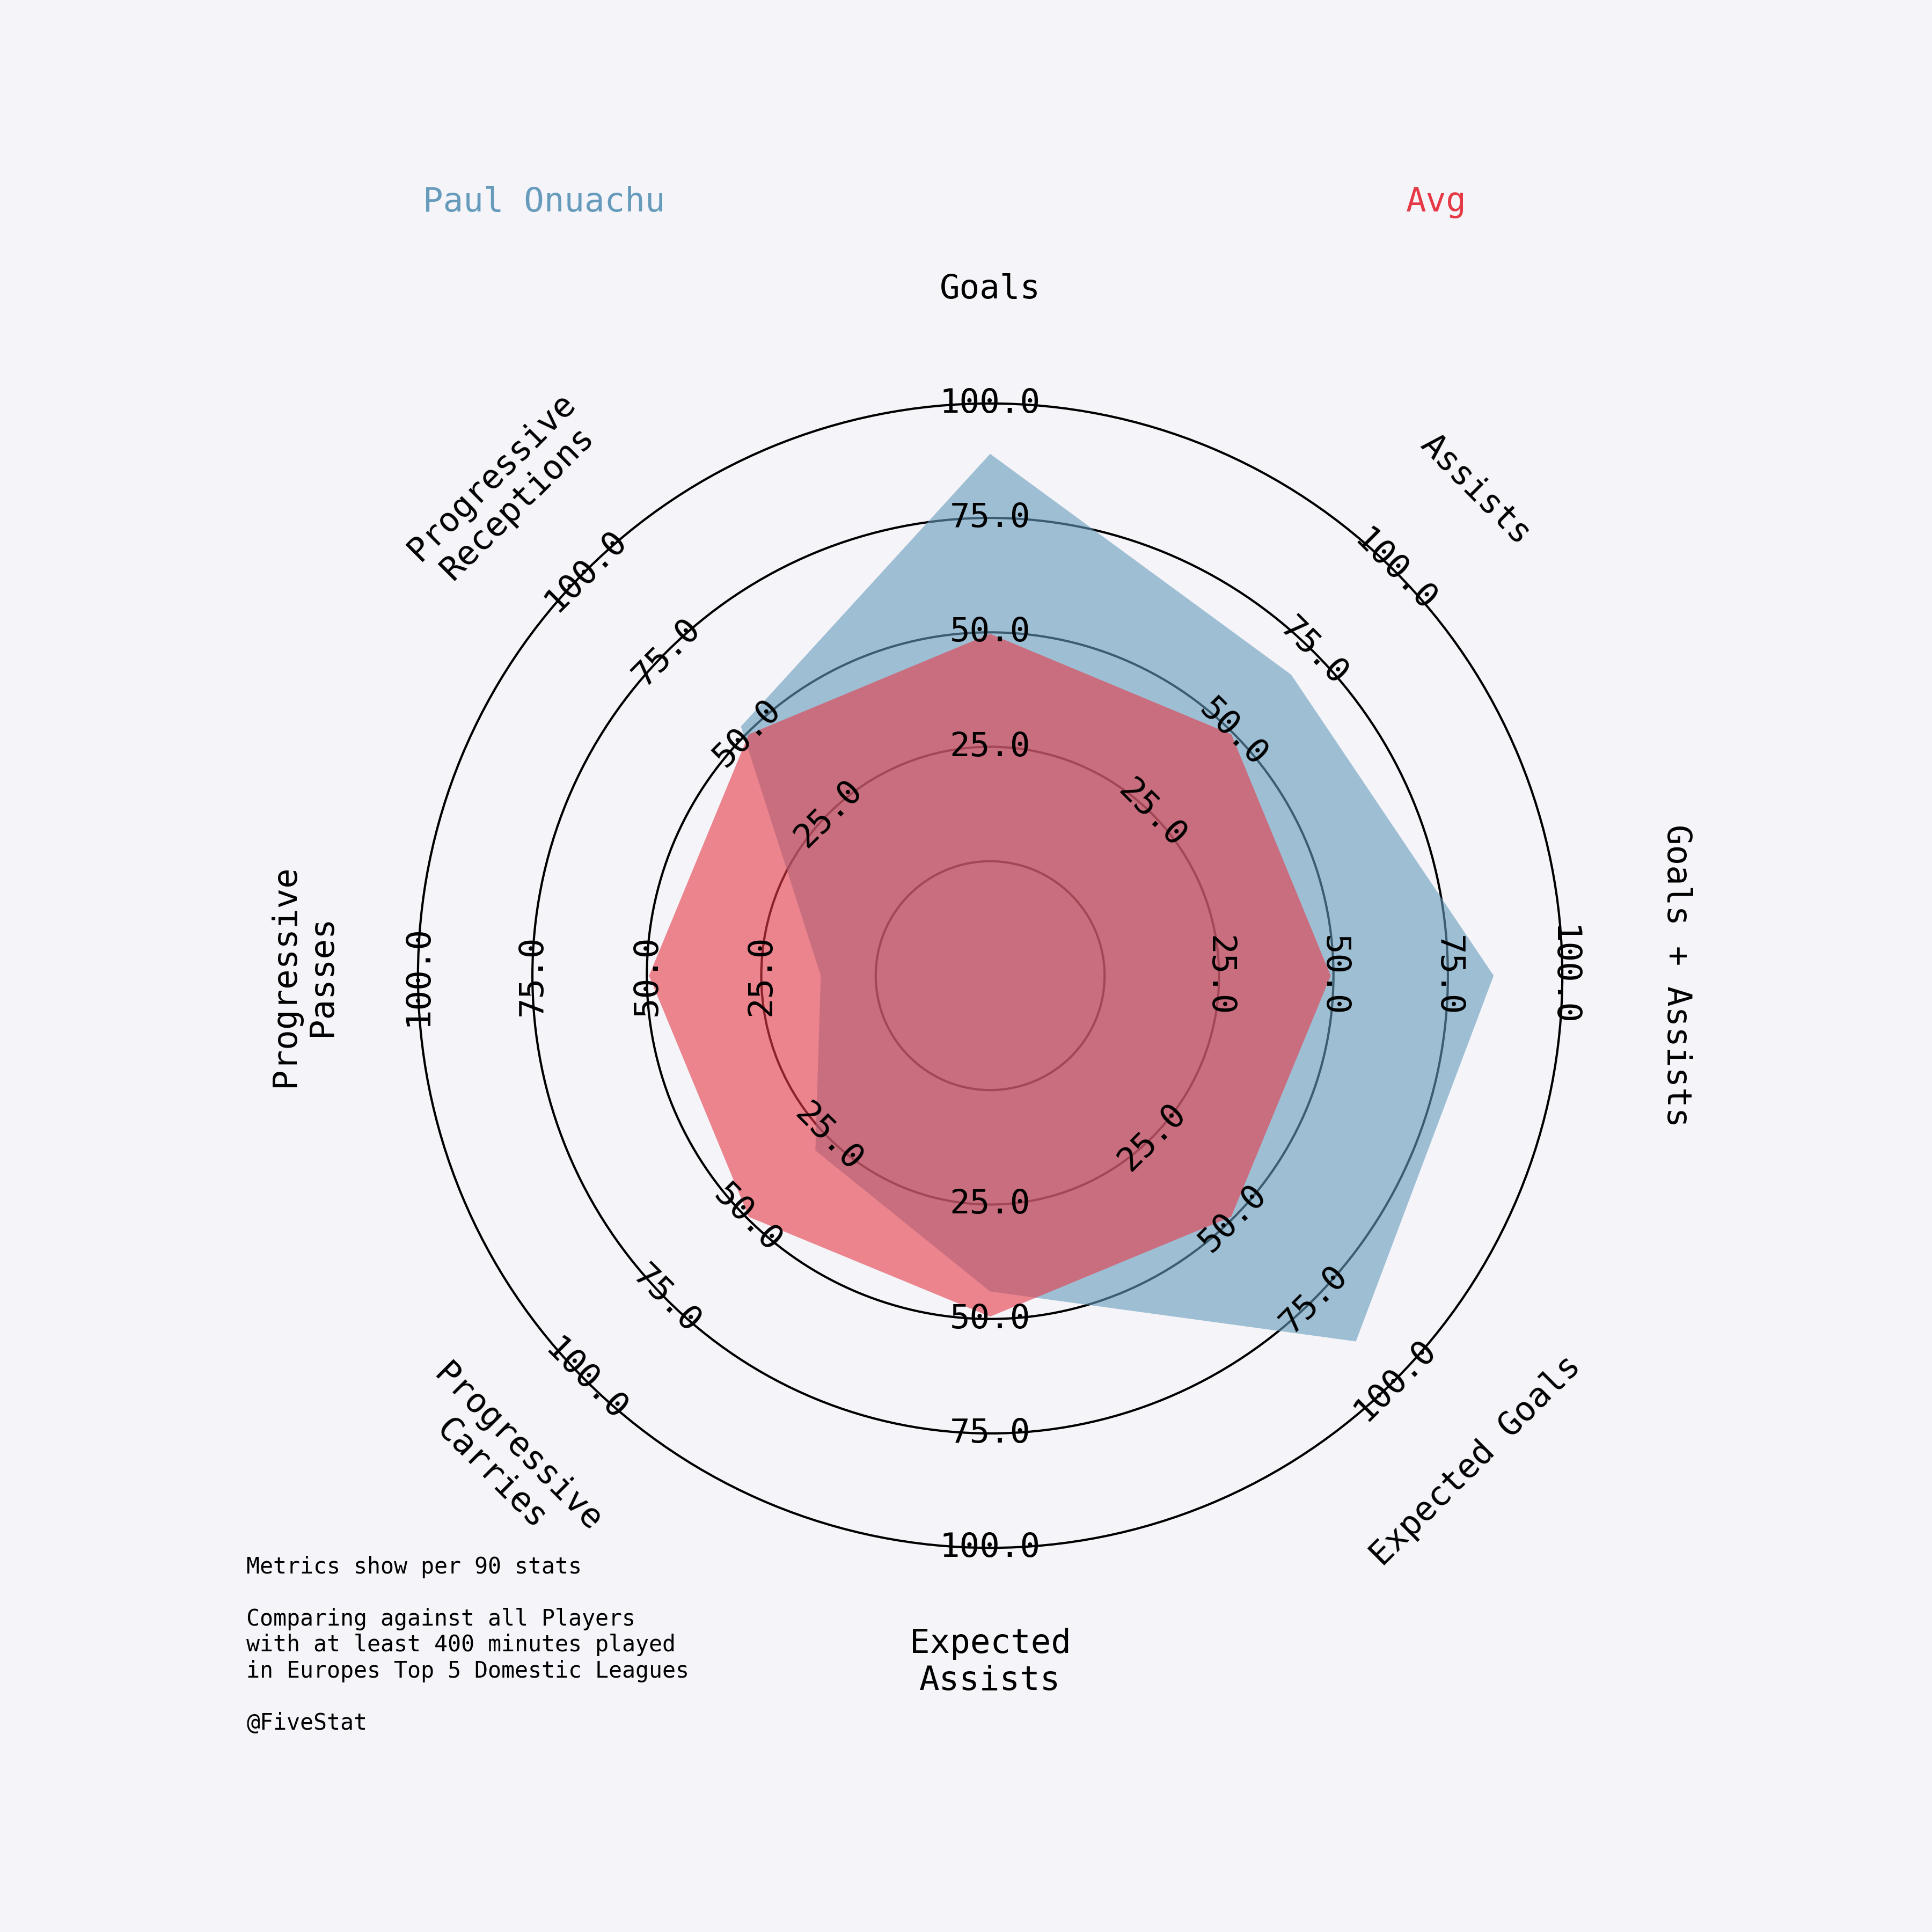 Paul Onuachu
Avg
Goals
Assists
Goals + Assists
Expected Goals
Expected
Assists
Progressive
Carries
Progressive
Passes
Progressive
Receptions
25.0
50.0
75.0
100.0
25.0
50.0
75.0
100.0
25.0
50.0
75.0
100.0
25.0
50.0
75.0
100.0
25.0
50.0
75.0
100.0
25.0
50.0
75.0
100.0
25.0
50.0
75.0
100.0
25.0
50.0
75.0
100.0
Metrics show per 90 stats
Comparing against all Players
with at least 400 minutes played
in Europes Top 5 Domestic Leagues
@FiveStat